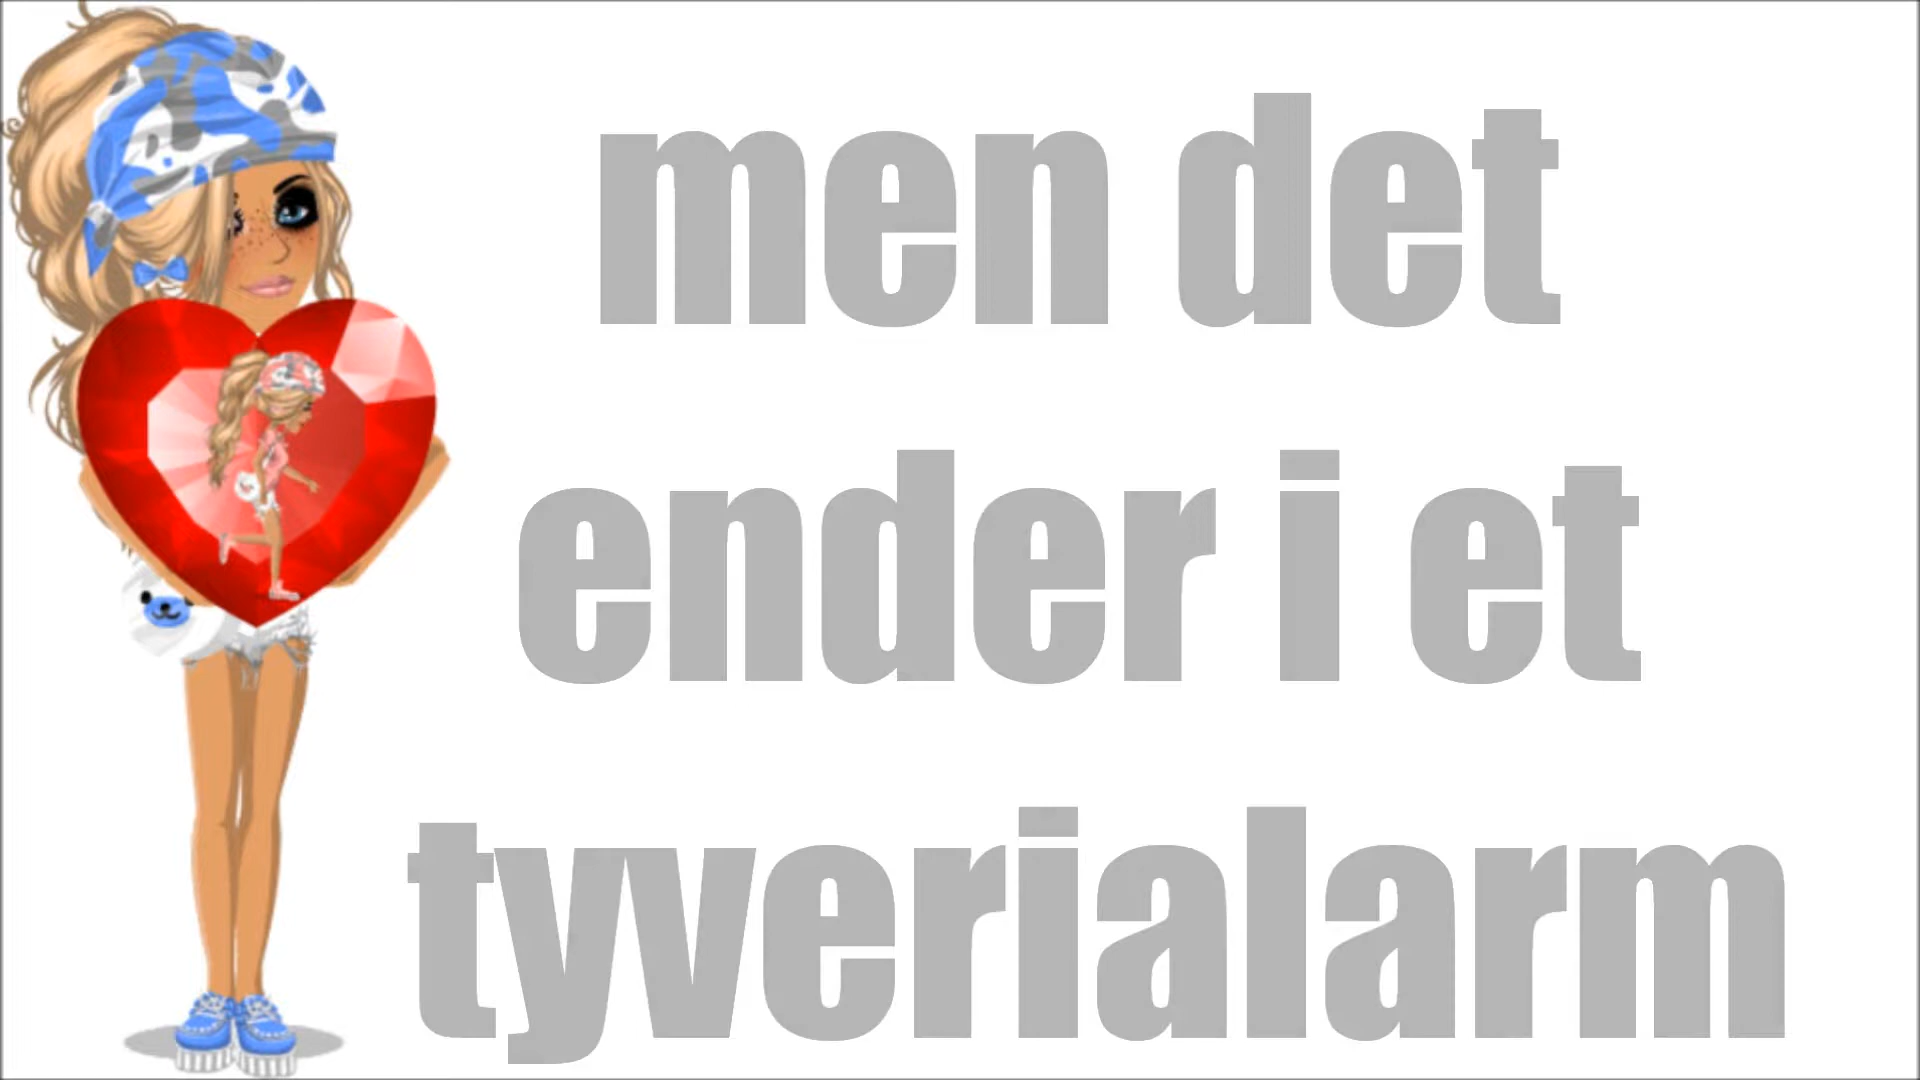 men det
ender i et
tyverialarm